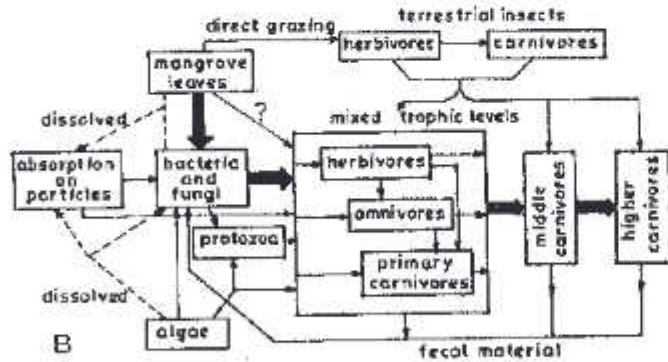 terrestrial insects
direct grazing
herbivores
carnivores
mangrove
leaves
dissolved
?
mixed trophic levels
absorption
on
particles
bacteria
and
fungi
herbivores
omnivores
protozoa
primary
carnivores
middle
carnivores
higher
carnivores
dissolved
algae
B
fecal material